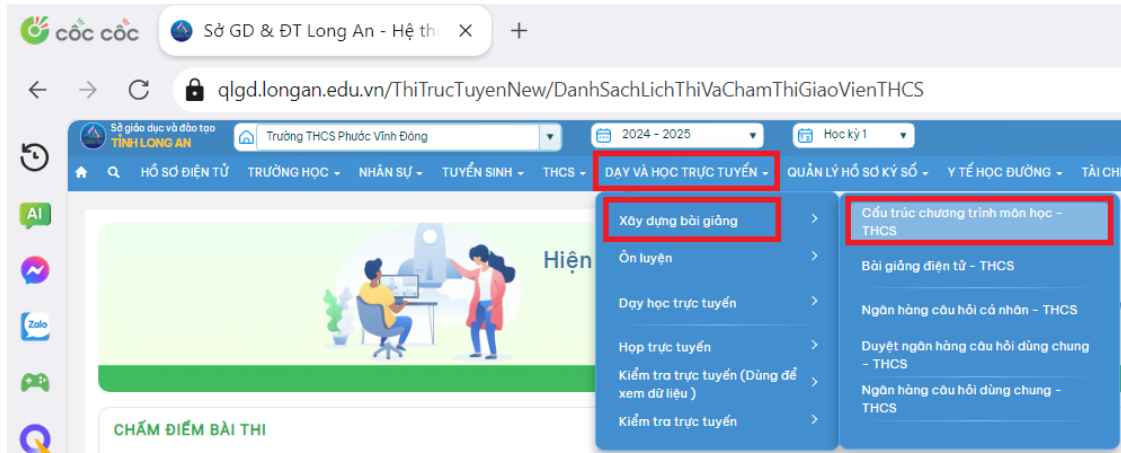 cốc cốc
Sở GD & ĐT Long An - Hệ th
qlgd.longan.edu.vn/ThiTrucTuyenNew/DanhSachLichThiVaChamThiGiaoVienTHCS
Sở giáo dục và đào tạo
TỈNH LONG AN
Trường THCS Phước Vĩnh Đông
2024 - 2025
Học kỳ 1
HỒ SƠ ĐIỆN TỬ
TRƯỜNG HỌC
NHÂN SỰ
TUYỂN SINH
THCS
DẠY VÀ HỌC TRỰC TUYẾN
QUẢN LÝ HỒ SƠ KÝ SỐ
Y TẾ HỌC ĐƯỜNG
TÀI CH
AI
Zalo
Hiện
Xây dựng bài giảng
Ôn luyện
Dạy học trực tuyến
Họp trực tuyến
Kiểm tra trực tuyến (Dùng để
xem dữ liệu )
Kiểm tra trực tuyến
Cấu trúc chương trình môn học -
THCS
Bài giảng điện tử - THCS
Ngân hàng câu hỏi cá nhân - THCS
Duyệt ngân hàng câu hỏi dùng chung
- THCS
Ngân hàng câu hỏi dùng chung -
THCS
CHẤM ĐIỂM BÀI THI